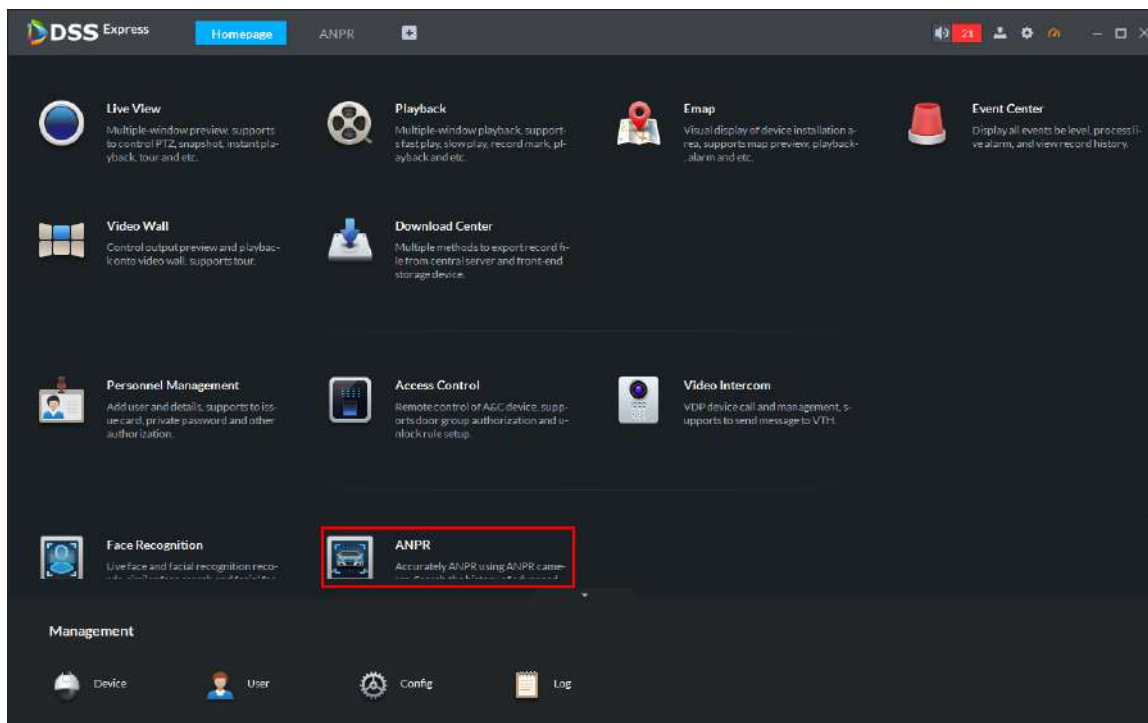 DSS Express
Homepage
ANPR
21
Live View
Multiple-window preview, supports
to control PTZ, snapshot, instant pla-
yback, tour and etc.
Playback
Multiple-window playback, support-
s fast play, slow play, record mark, pl-
ayback and etc.
Emap
Visual display of device installation a-
rea, supports map preview, playback-
, alarm and etc.
Event Center
Display all events be level, process li-
ve alarm, and view record history.
Video Wall
Control output preview and playbac-
k onto video wall, supports tour.
Download Center
Multiple methods to export record fi-
le from central server and front-end
storage device.
Personnel Management
Add user and details, supports to iss-
ue card, private password and other
authorization.
Access Control
Remote control of A&C device, supp-
orts door group authorization and u-
nlock rule setup.
Video Intercom
VDP device call and management, s-
upports to send message to VTH.
Face Recognition
Live face and facial recognition reco-
ANPR
Accurately ANPR using ANPR came-
Management
Device
User
Config
Log